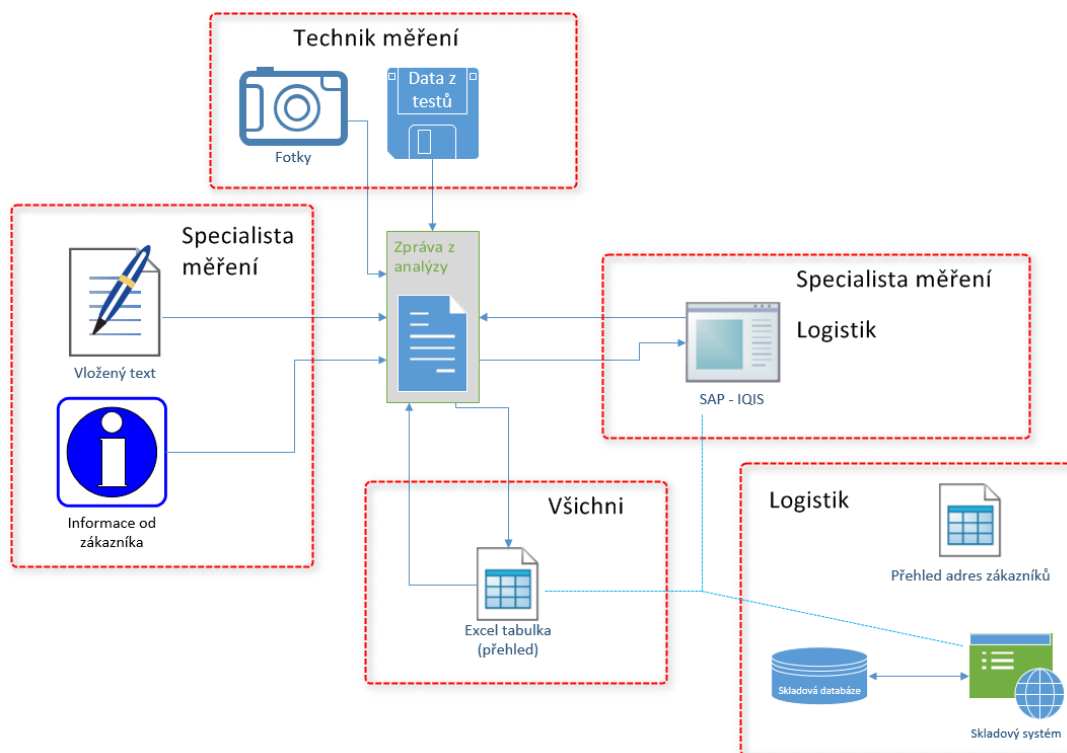 Technik měření
Data z
testů
Fotky
Specialista
měření
Vložený text
Informace od
zákazníka
Zpráva z
analýzy
Specialista měření
Logistik
SAP - IQIS
Všichni
Excel tabulka
(přehled)
Logistik
Přehled adres zákazníků
Skladová databáze
Skladový systém